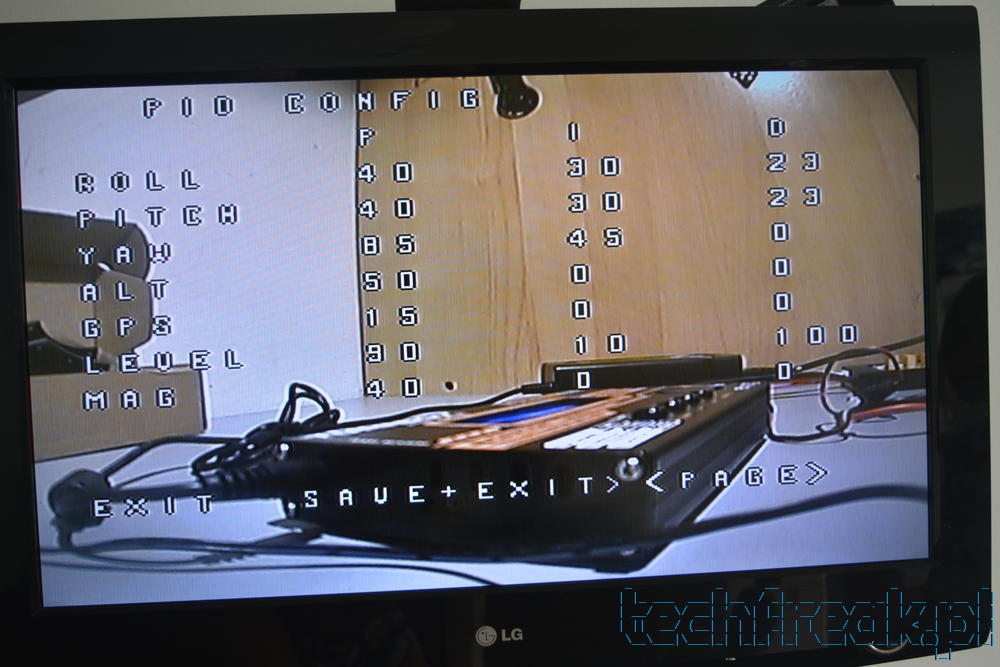 PID CONFIG
P I D
ROLL 40 30 23
PITCH 40 30 23
YAW 85 45 0
ALT 50 0 0
GPS 15 0 0
LEVEL 90 10 100
MAG 40 0 0
EXIT SAVE+EXIT> <PAGE>
LG
techfreak.pl